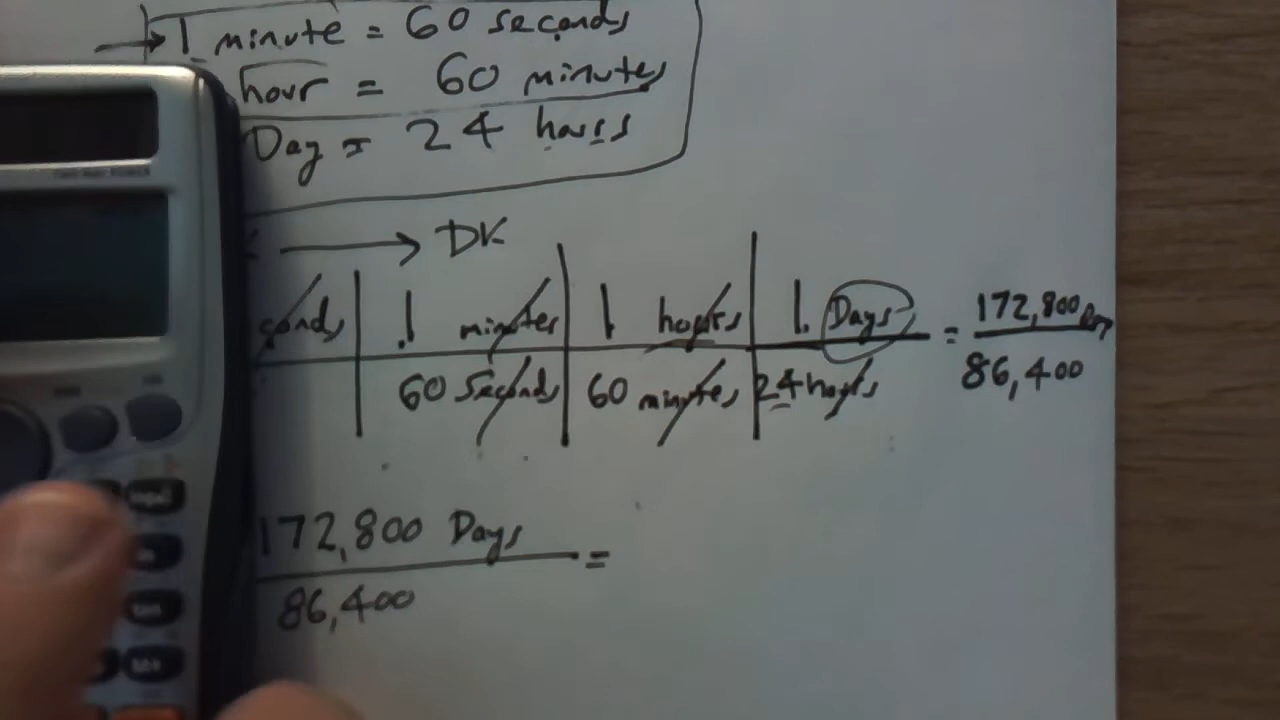 1 minute = 60 seconds
hour = 60 minutes
Day = 24 hours
→ DK
conds 1 minutes 1 hours 1. Days = 172,800
60 Seconds 60 minutes 24 hours 86,400
172,800 Days =
86,400